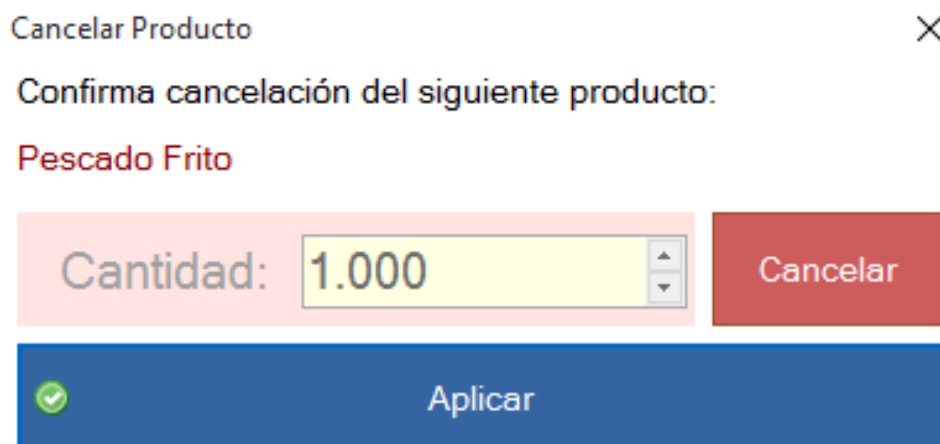 Cancelar Producto
Confirma cancelación del siguiente producto:
Pescado Frito
Cantidad: 1.000 Cancelar
Aplicar